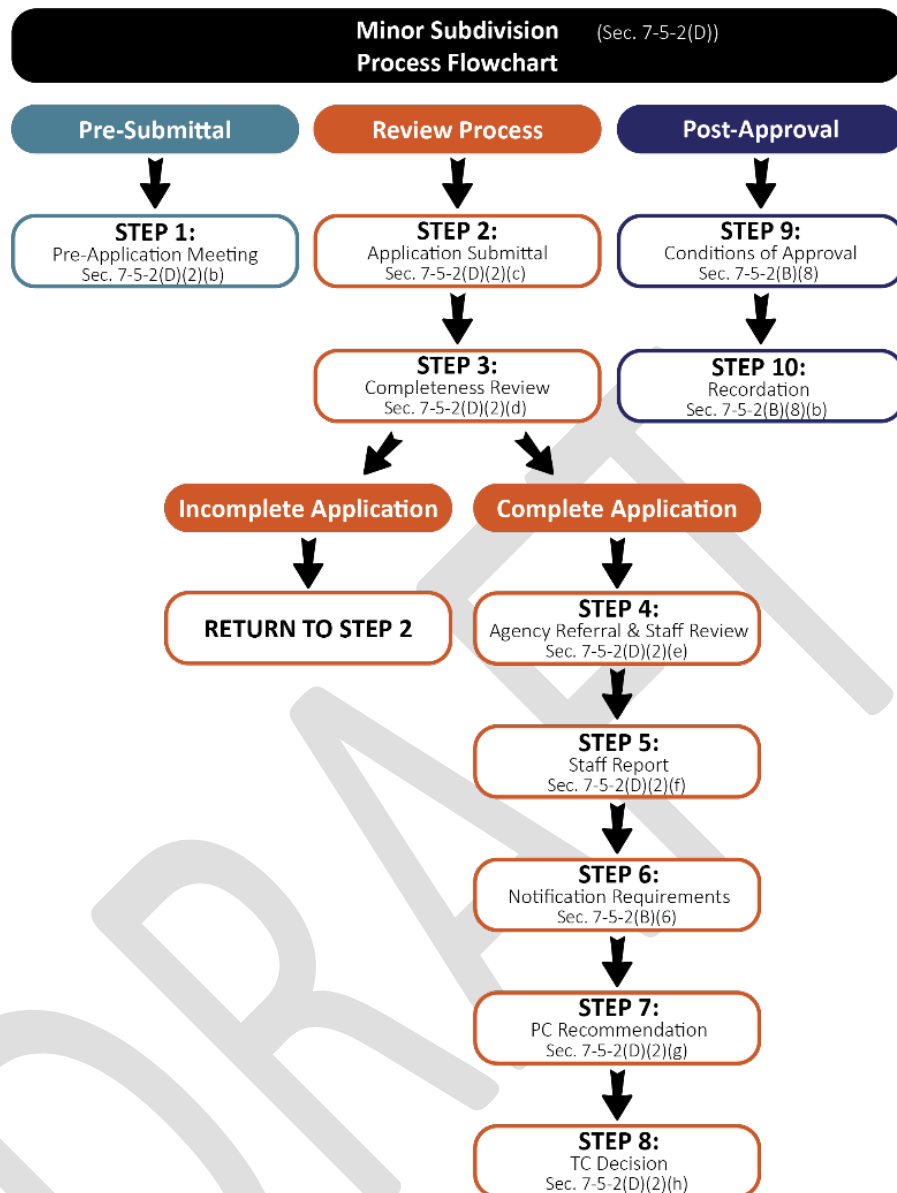 Minor Subdivision (Sec. 7-5-2(D))
Process Flowchart
Pre-Submittal
Review Process
Post-Approval
STEP 1:
Pre-Application Meeting
Sec. 7-5-2(D)(2)(b)
STEP 2:
Application Submittal
Sec. 7-5-2(D)(2)(c)
STEP 9:
Conditions of Approval
Sec. 7-5-2(B)(8)
STEP 3:
Completeness Review
Sec. 7-5-2(D)(2)(d)
STEP 10:
Recordation
Sec. 7-5-2(B)(8)(b)
Incomplete Application
Complete Application
RETURN TO STEP 2
STEP 4:
Agency Referral & Staff Review
Sec. 7-5-2(D)(2)(e)
STEP 5:
Staff Report
Sec. 7-5-2(D)(2)(f)
STEP 6:
Notification Requirements
Sec. 7-5-2(B)(6)
STEP 7:
PC Recommendation
Sec. 7-5-2(D)(2)(g)
STEP 8:
TC Decision
Sec. 7-5-2(D)(2)(h)
DRAFT